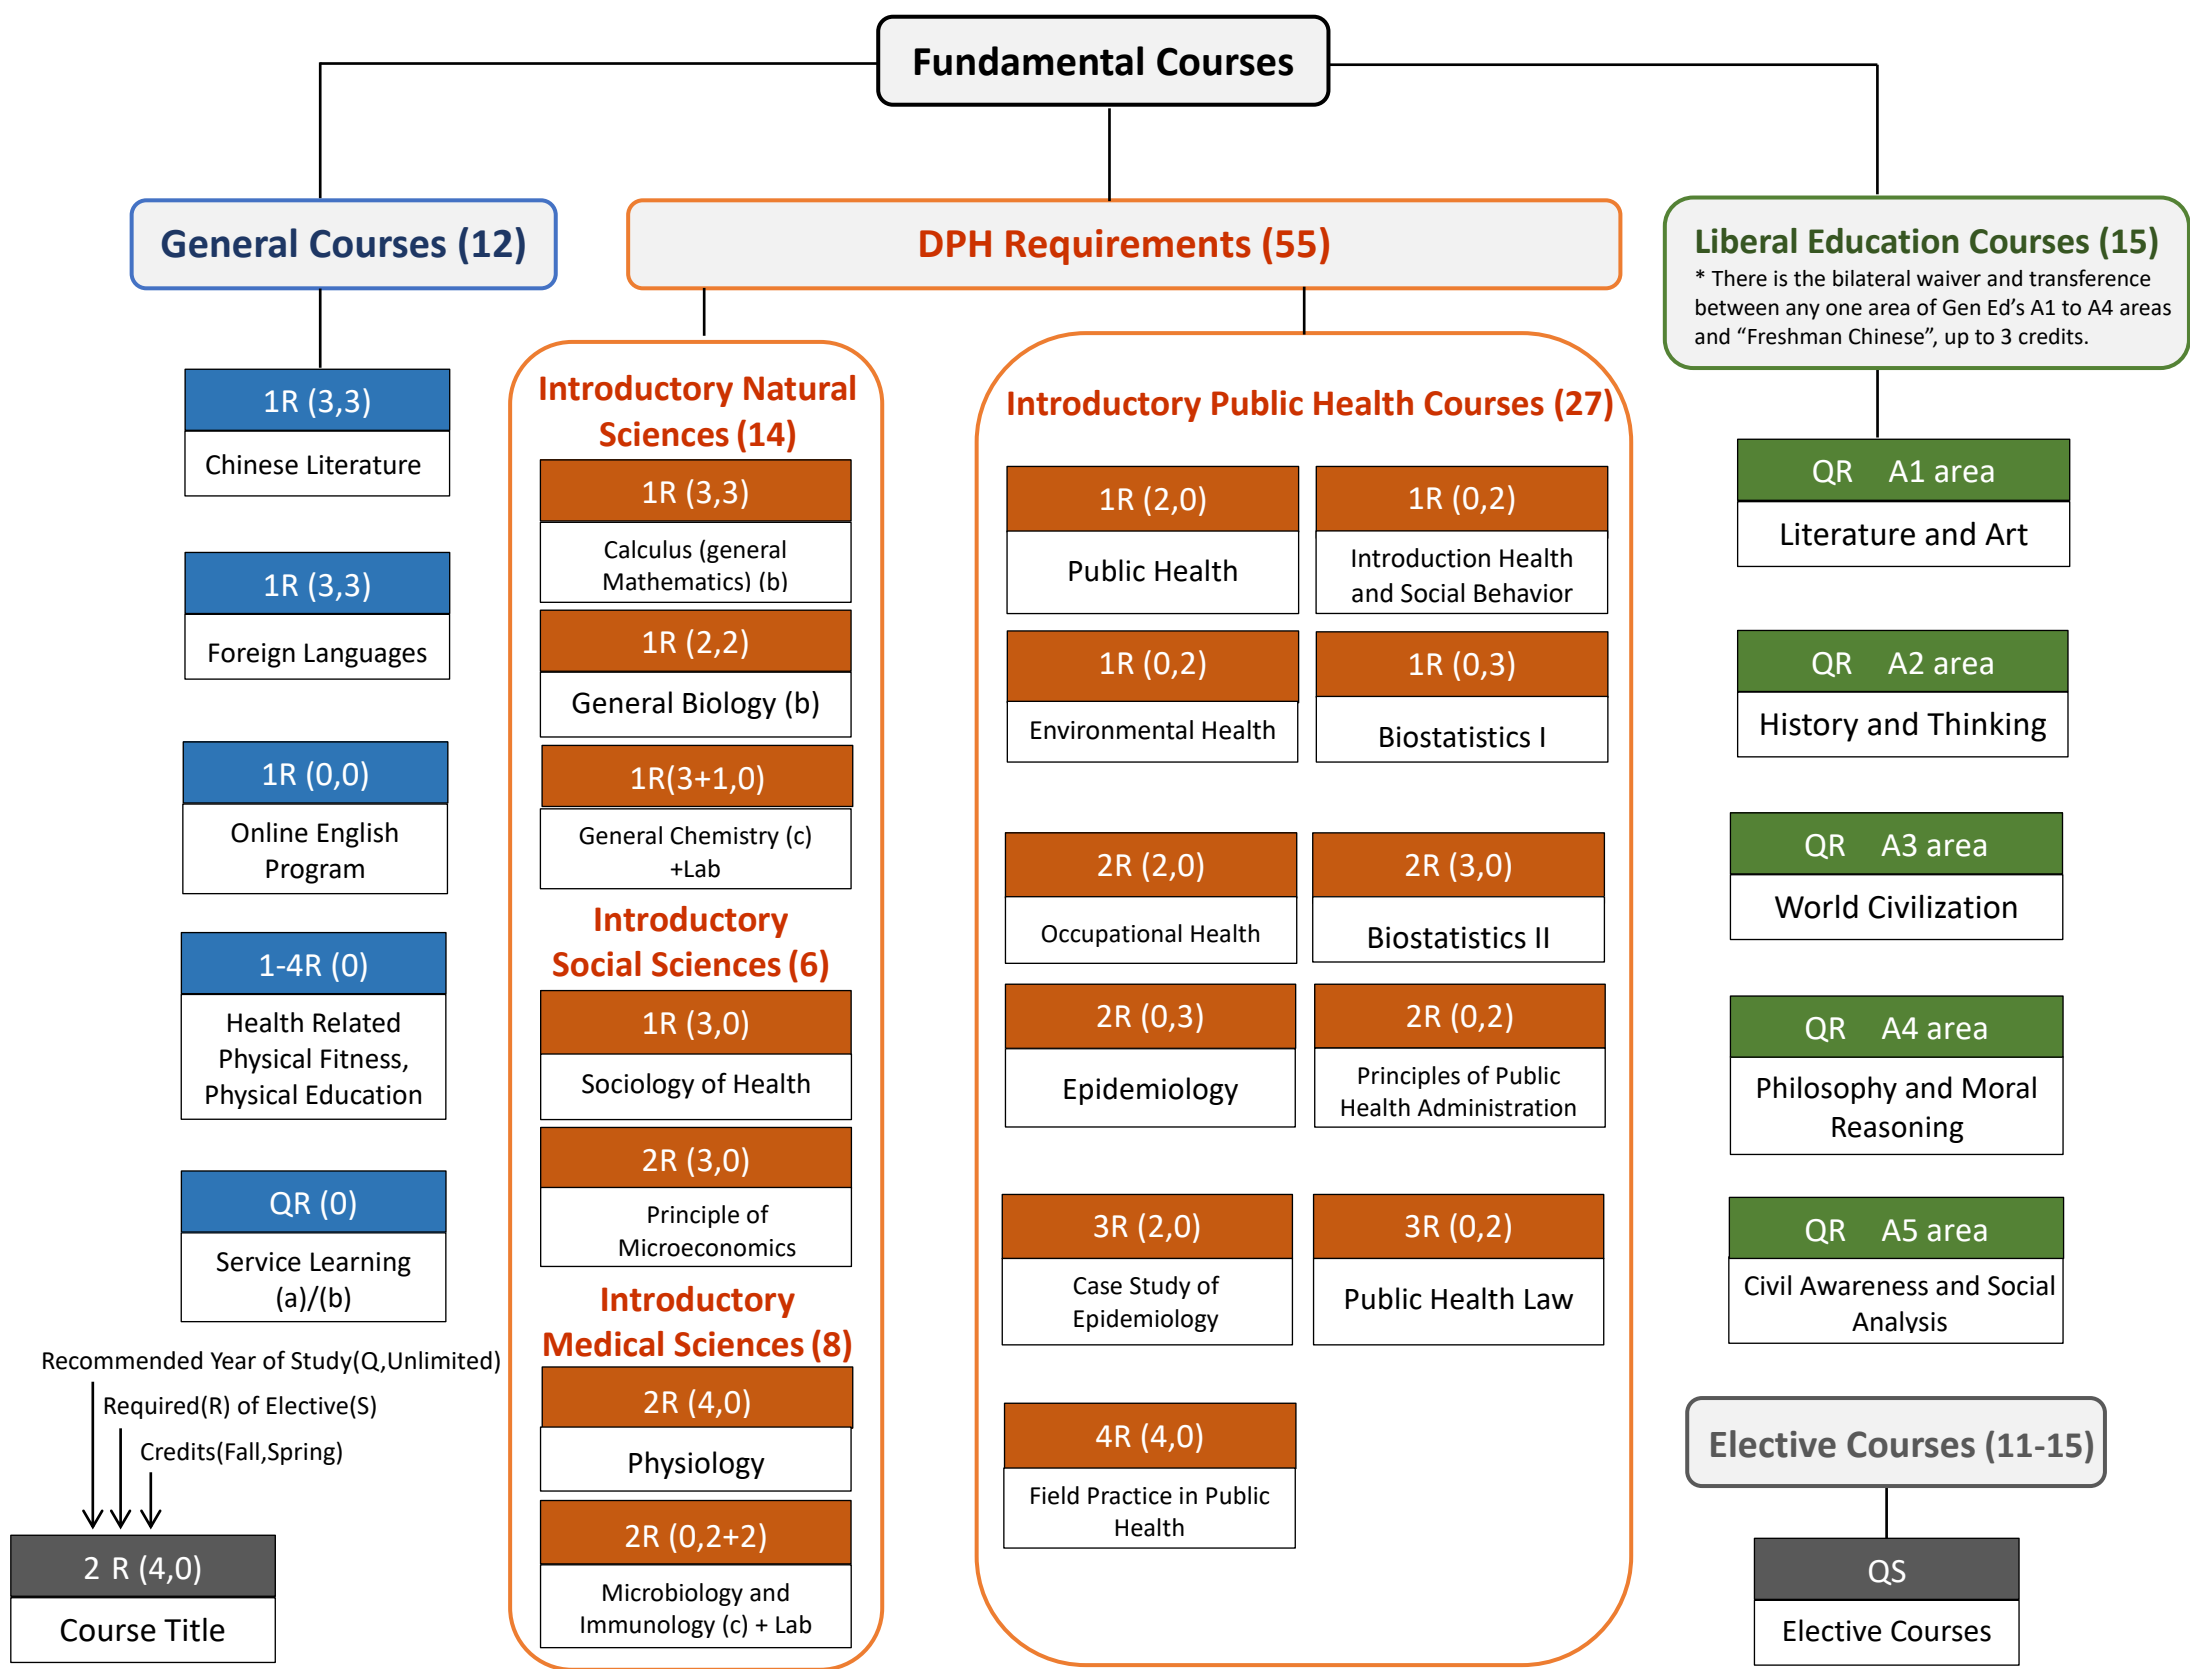 Fundamental Courses
General Courses (12)
1R (3,3)
Chinese Literature
1R (3,3)
Foreign Languages
1R (0,0)
Online English
Program
1-4R (0)
Health Related
Physical Fitness,
Physical Education
QR (0)
Service Learning
(a)/(b)
Recommended Year of Study(Q,Unlimited)
Required(R) of Elective(S)
Credits(Fall,Spring)
2 R (4,0)
Course Title
DPH Requirements (55)
Introductory Natural
Sciences (14)
1R (3,3)
Calculus (general
Mathematics) (b)
1R (2,2)
General Biology (b)
1R(3+1,0)
General Chemistry (c)
+Lab
Introductory
Social Sciences (6)
1R (3,0)
Sociology of Health
2R (3,0)
Principle of
Microeconomics
Introductory
Medical Sciences (8)
2R (4,0)
Physiology
2R (0,2+2)
Microbiology and
Immunology (c) + Lab
Introductory Public Health Courses (27)
1R (2,0)
Public Health
1R (0,2)
Introduction Health
and Social Behavior
1R (0,2)
Environmental Health
1R (0,3)
Biostatistics I
2R (2,0)
Occupational Health
2R (3,0)
Biostatistics II
2R (0,3)
Epidemiology
2R (0,2)
Principles of Public
Health Administration
3R (2,0)
Case Study of
Epidemiology
3R (0,2)
Public Health Law
4R (4,0)
Field Practice in Public
Health
Liberal Education Courses (15)
* There is the bilateral waiver and transference
between any one area of Gen Ed’s A1 to A4 areas
and “Freshman Chinese”, up to 3 credits.
QR A1 area
Literature and Art
QR A2 area
History and Thinking
QR A3 area
World Civilization
QR A4 area
Philosophy and Moral
Reasoning
QR A5 area
Civil Awareness and Social
Analysis
Elective Courses (11-15)
QS
Elective Courses